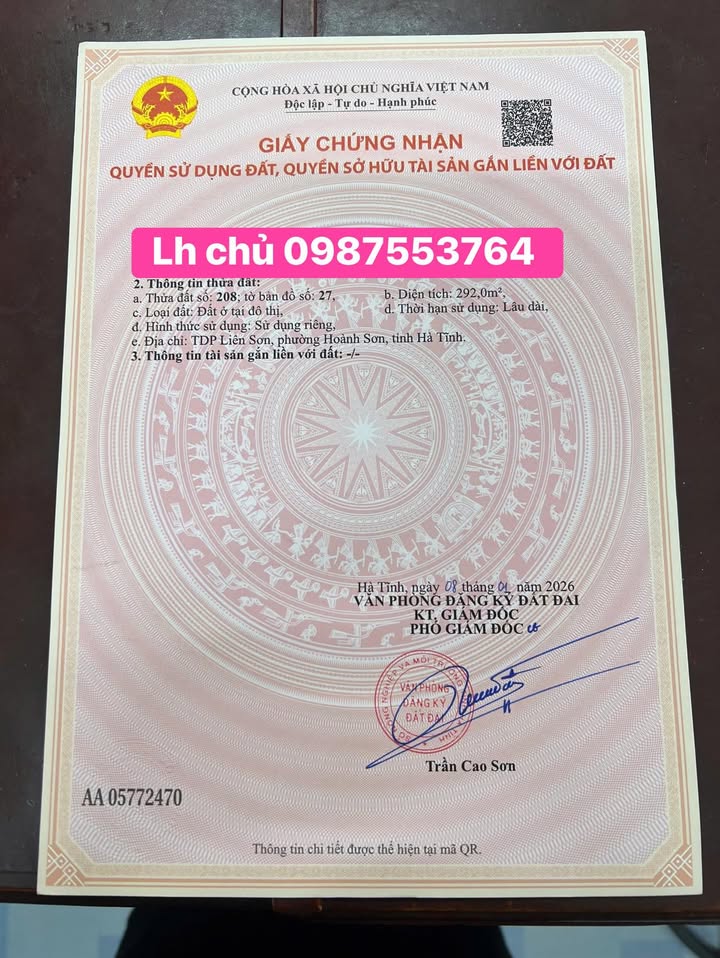 CỘNG HÒA XÃ HỘI CHỦ NGHĨA VIỆT NAM
Độc lập - Tự do - Hạnh phúc
GIẤY CHỨNG NHẬN
QUYỀN SỬ DỤNG ĐẤT, QUYỀN SỞ HỮU TÀI SẢN GẮN LIỀN VỚI ĐẤT
Lh chủ 0987553764
2. Thông tin thửa đất:
a. Thửa đất số: 208; tờ bản đồ số: 27, b. Diện tích: 292,0m²,
c. Loại đất: Đất ở tại đô thị, d. Thời hạn sử dụng: Lâu dài,
đ. Hình thức sử dụng: Sử dụng riêng,
e. Địa chỉ: TDP Liên Sơn, phường Hoành Sơn, tỉnh Hà Tĩnh.
3. Thông tin tài sản gắn liền với đất: -/-
Hà Tĩnh, ngày 08 tháng 01 năm 2026
VĂN PHÒNG ĐĂNG KÝ ĐẤT ĐAI
KT, GIÁM ĐỐC
PHÓ GIÁM ĐỐC
VĂN PHÒNG
ĐĂNG KÝ
ĐẤT ĐAI
Trần Cao Sơn
AA 05772470
Thông tin chi tiết được thể hiện tại mã QR.